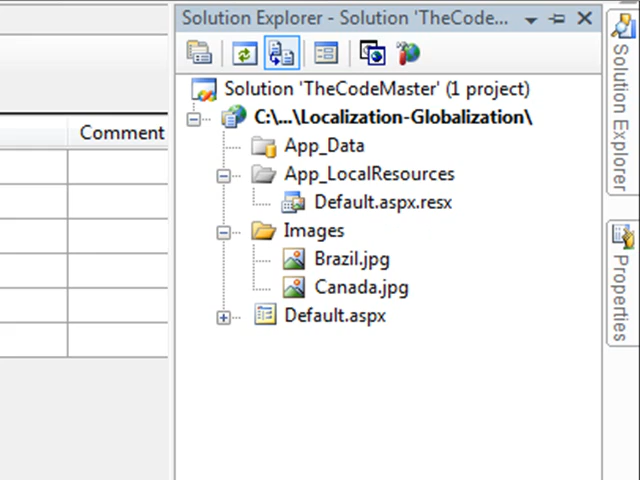 Solution Explorer - Solution 'TheCode...
Solution 'TheCodeMaster' (1 project)
C:\...\Localization-Globalization\
Comment
App_Data
App_LocalResources
Default.aspx.resx
Images
Brazil.jpg
Canada.jpg
Default.aspx
Solution Explorer
Properties